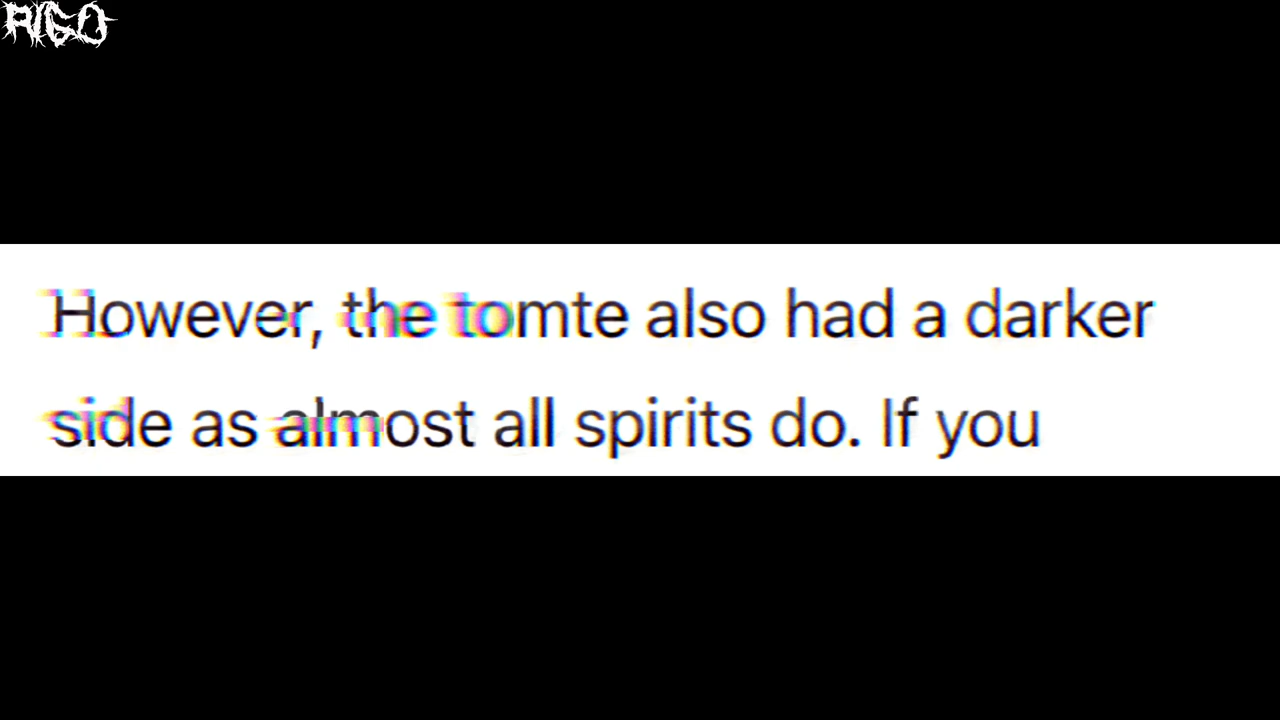 RIGO
However, the tomte also had a darker
side as almost all spirits do. If you